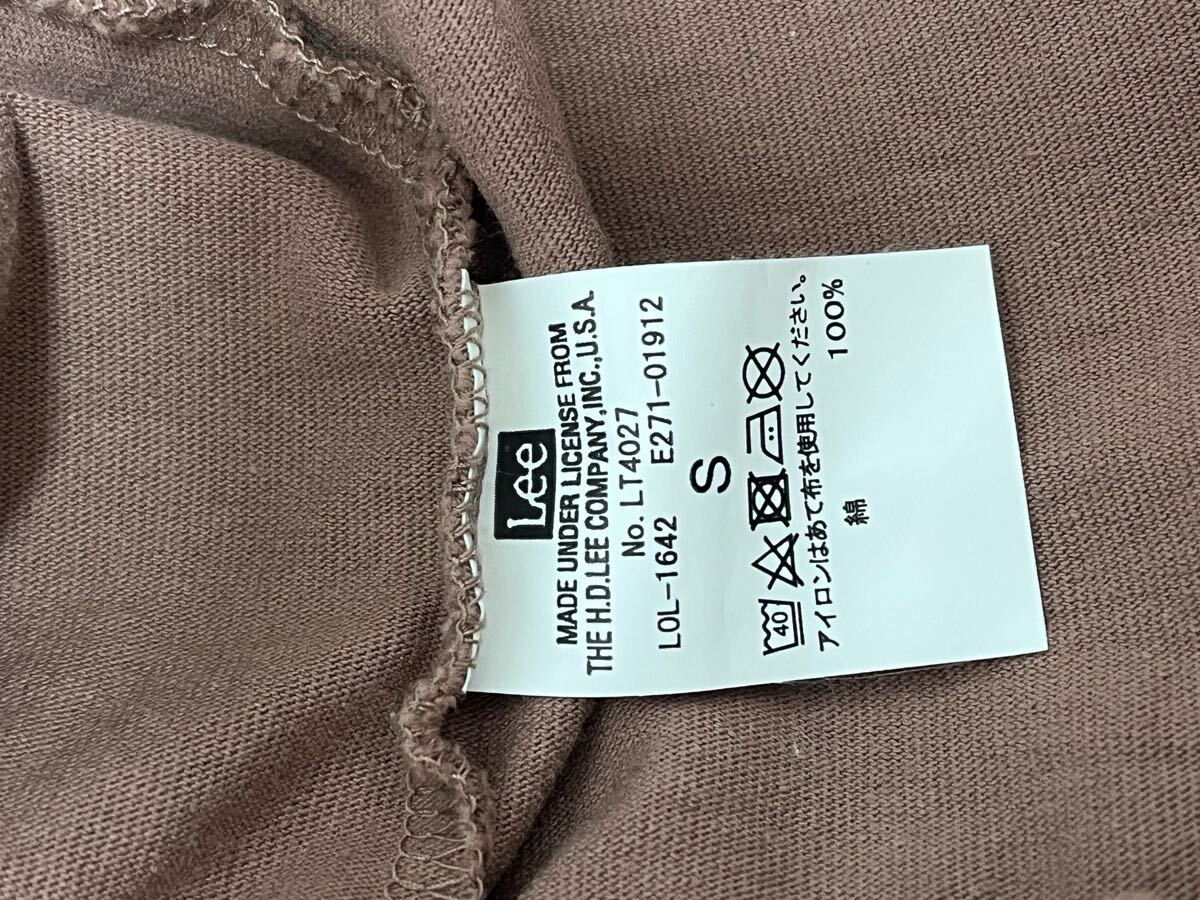 Lee
MADE UNDER LICENSE FROM
THE H.D.LEE COMPANY,INC.,U.S.A.
No. LT4027
LOL-1642 E271-01912
S
40
アイロンはあて布を使用してください。
綿 100%